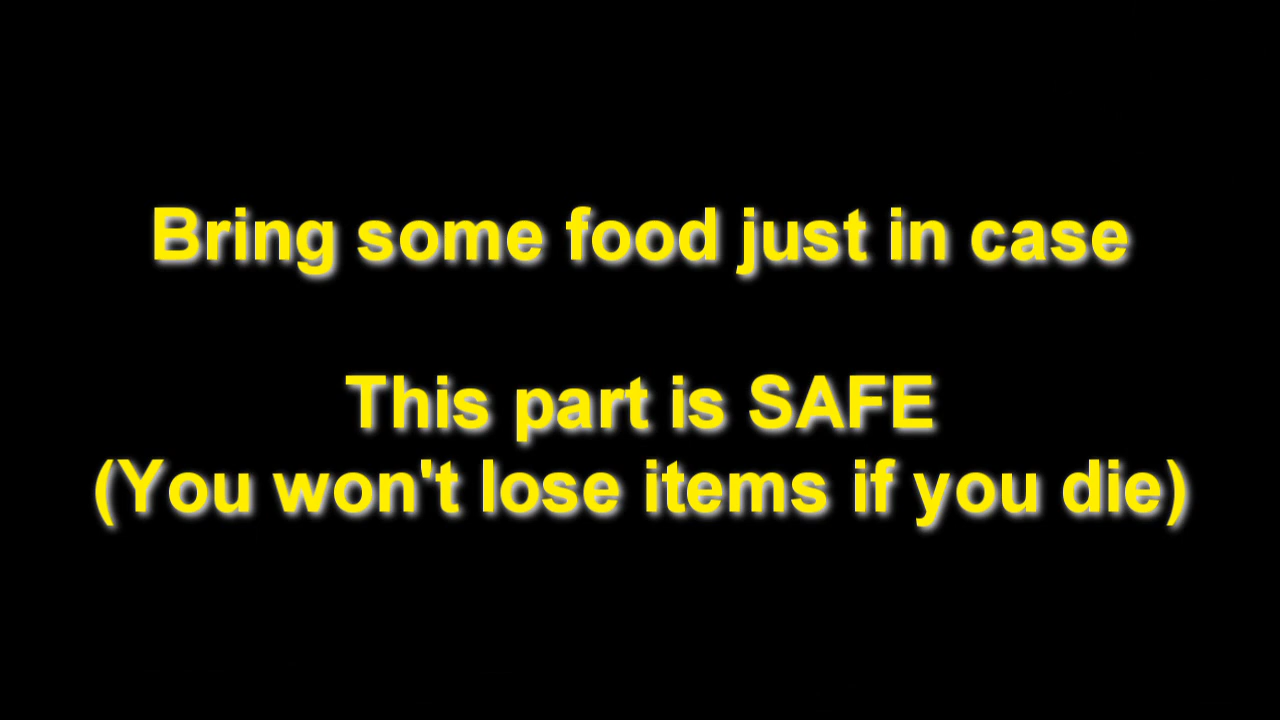 Bring some food just in case
This part is SAFE
(You won't lose items if you die)